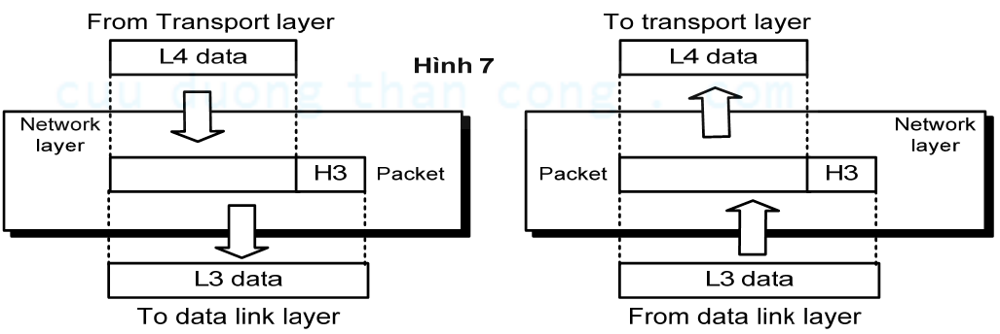 From Transport layer
L4 data
Network
layer
H3
Packet
L3 data
To data link layer
Hình 7
To transport layer
L4 data
Network
layer
Packet
H3
L3 data
From data link layer
cuu duong than cong . com